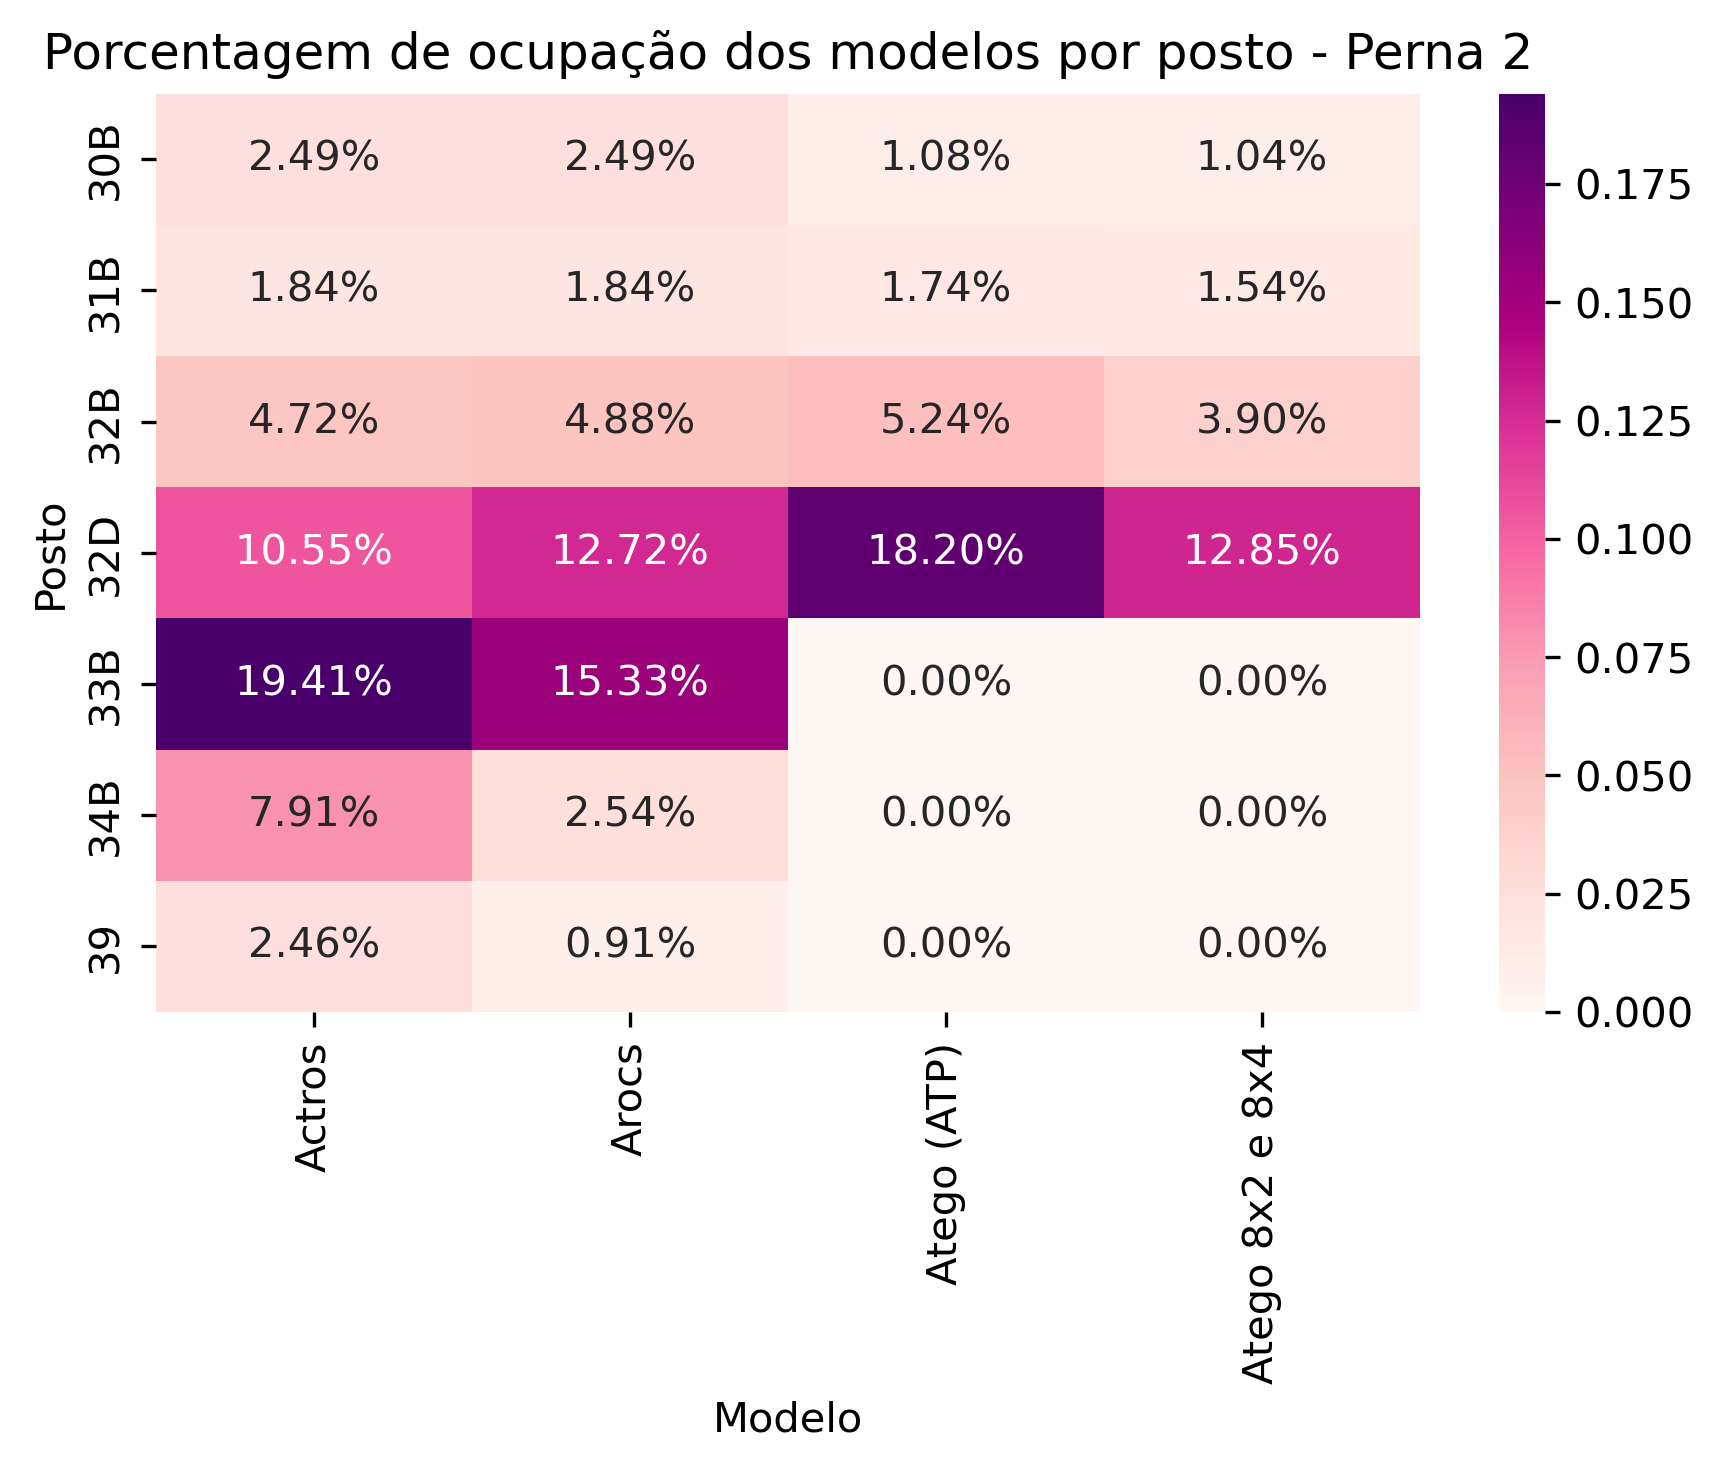 Porcentagem de ocupação dos modelos por posto - Perna 2
Posto
30B
2.49%
2.49%
1.08%
1.04%
31B
1.84%
1.84%
1.74%
1.54%
32B
4.72%
4.88%
5.24%
3.90%
32D
10.55%
12.72%
18.20%
12.85%
33B
19.41%
15.33%
0.00%
0.00%
34B
7.91%
2.54%
0.00%
0.00%
39
2.46%
0.91%
0.00%
0.00%
Actros
Arocs
Atego (ATP)
Atego 8x2 e 8x4
Modelo
0.175
0.150
0.125
0.100
0.075
0.050
0.025
0.000